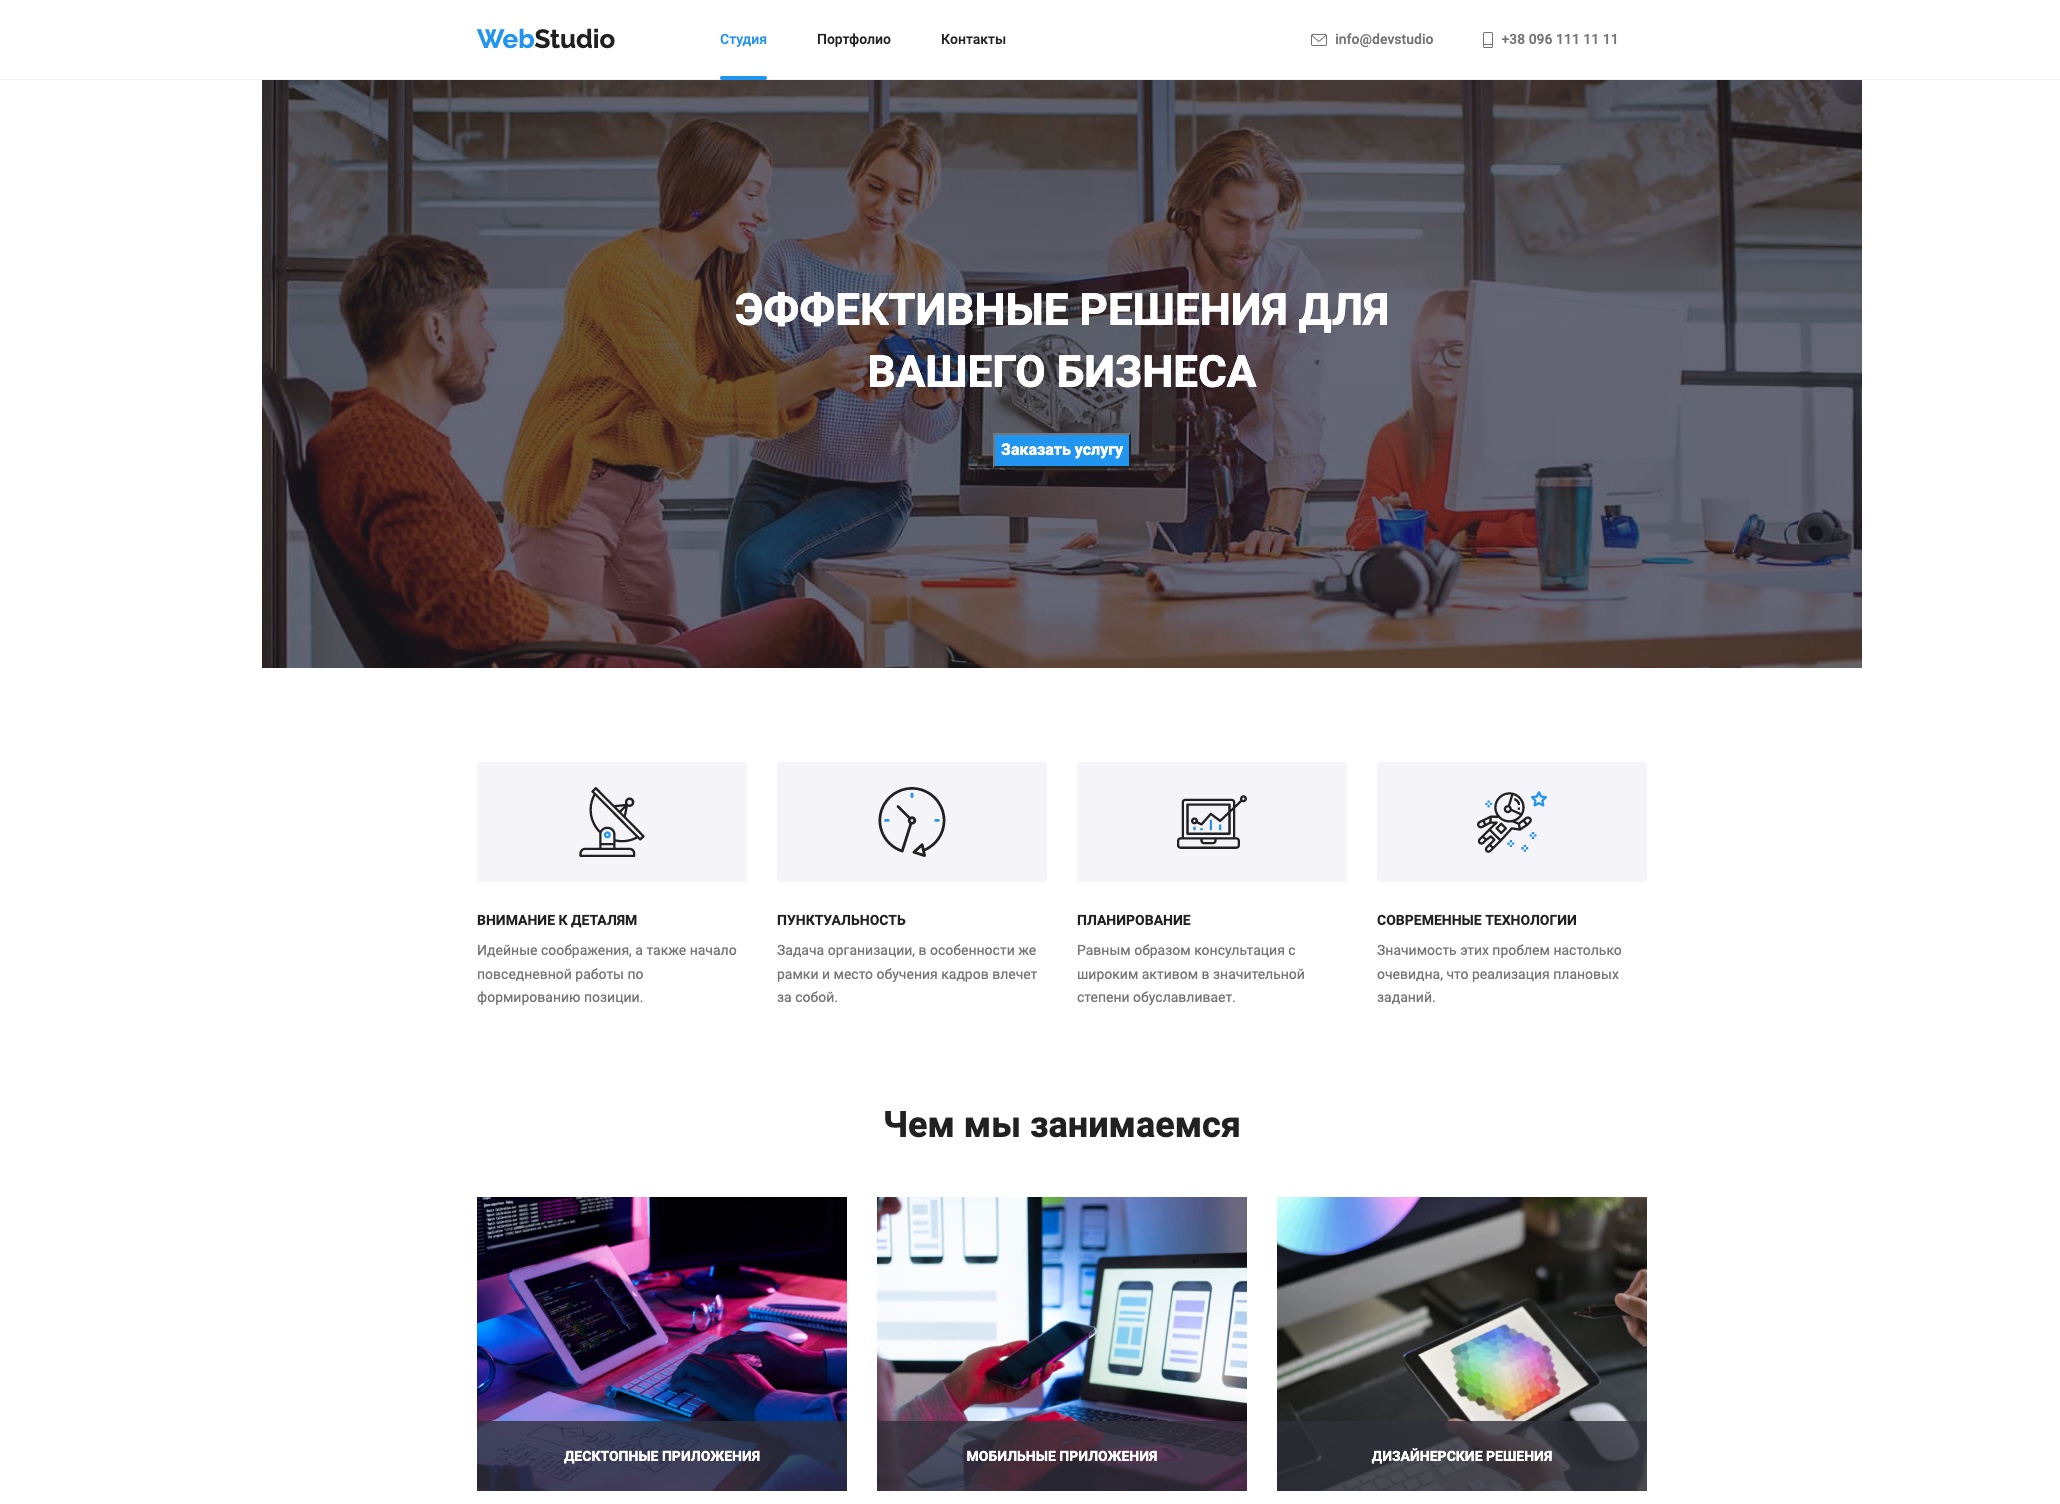 WebStudio
Студия
Портфолио
Контакты
info@devstudio
+38 096 111 11 11
ЭФФЕКТИВНЫЕ РЕШЕНИЯ ДЛЯ
ВАШЕГО БИЗНЕСА
Заказать услугу
ВНИМАНИЕ К ДЕТАЛЯМ
Идейные соображения, а также начало
повседневной работы по
формированию позиции.
ПУНКТУАЛЬНОСТЬ
Задача организации, в особенности же
рамки и место обучения кадров влечет
за собой.
ПЛАНИРОВАНИЕ
Равным образом консультация с
широким активом в значительной
степени обуславливает.
СОВРЕМЕННЫЕ ТЕХНОЛОГИИ
Значимость этих проблем настолько
очевидна, что реализация плановых
заданий.
Чем мы занимаемся
ДЕСКТОПНЫЕ ПРИЛОЖЕНИЯ
МОБИЛЬНЫЕ ПРИЛОЖЕНИЯ
ДИЗАЙНЕРСКИЕ РЕШЕНИЯ